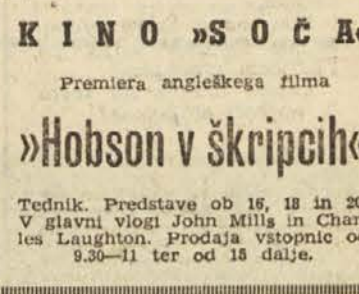 KINO »SOČA«
Premiera angleškega filma
»Hobson v škripcih«
Tednik. Predstave ob 16, 18 in 20
V glavni vlogi John Mills in Char-
les Laughton. Prodaja vstopnic od
9.30—11 ter od 15 dalje.